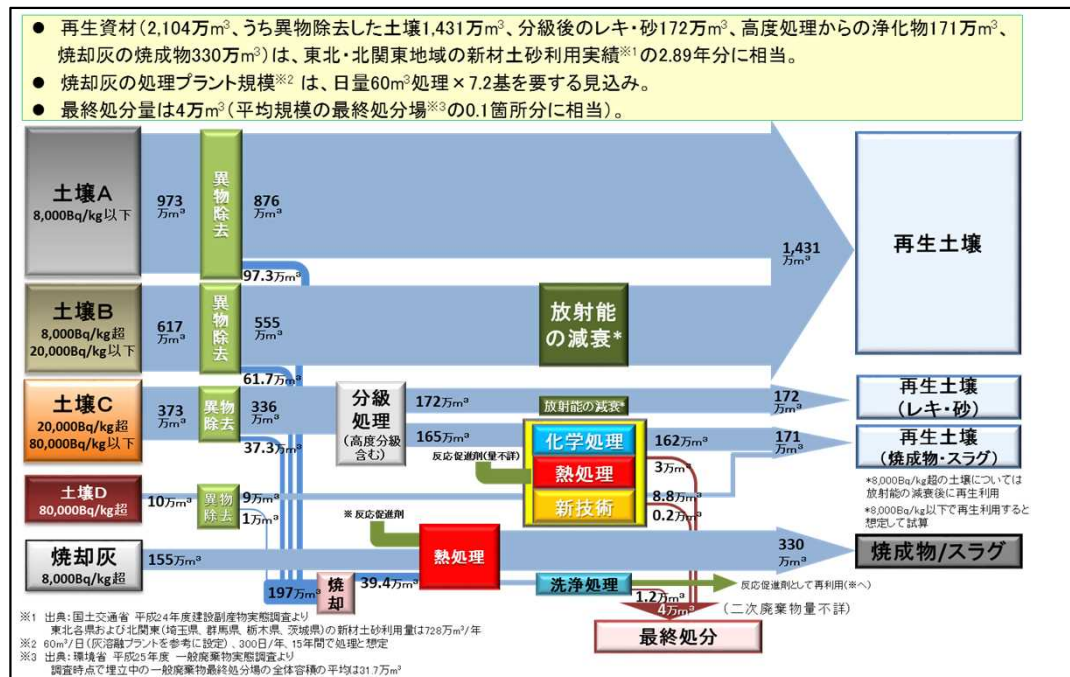 ● 再生資材(2,104万m³、うち異物除去した土壌1,431万m³、分級後のレキ・砂172万m³、高度処理からの浄化物171万m³、
焼却灰の焼成物330万m³)は、東北・北関東地域の新材土砂利用実績※1の2.89年分に相当。
● 焼却灰の処理プラント規模※2 は、日量60m³処理×7.2基を要する見込み。
● 最終処分量は4万m³(平均規模の最終処分場※3の0.1箇所分に相当)。
土壌A
8,000Bq/kg以下
973
万m³
異物除去
876
万m³
97.3万m³
1,431
万m³
再生土壌
土壌B
8,000Bq/kg超
20,000Bq/kg以下
617
万m³
異物除去
555
万m³
61.7万m³
放射能
の減衰*
土壌C
20,000Bq/kg超
80,000Bq/kg以下
373
万m³
異物
除去
336
万m³
37.3万m³
分級
処理
(高度分級
含む)
172万m³
放射能の減衰*
172
万m³
再生土壌
(レキ・砂)
165万m³
反応促進剤(量不詳)
化学処理
熱処理
新技術
162万m³
3万m³
8.8万m³
0.2万m³
171
万m³
再生土壌
(焼成物・スラグ)
*8,000Bq/kg超の土壌については
放射能の減衰後に再生利用
*8,000Bq/kg以下で再生利用すると
想定して試算
土壌D
80,000Bq/kg超
10万m³
異物
除去
9万m³
1万m³
※ 反応促進剤
焼却灰
8,000Bq/kg超
155万m³
熱処理
330
万m³
焼成物/スラグ
197万m³
焼
却
39.4万m³
洗浄処理
反応促進剤として再利用(※へ)
1.2万m³
4万m³
(二次廃棄物量不詳)
最終処分
※1 出典:国土交通省 平成24年度建設副産物実態調査より
東北各県および北関東(埼玉県、群馬県、栃木県、茨城県)の新材土砂利用量は728万m³/年
※2 60m³/日(灰溶融プラントを参考に設定)、300日/年、15年間で処理と想定
※3 出典:環境省 平成25年度 一般廃棄物実態調査より
調査時点で埋立中の一般廃棄物最終処分場の全体容積の平均は31.7万m³